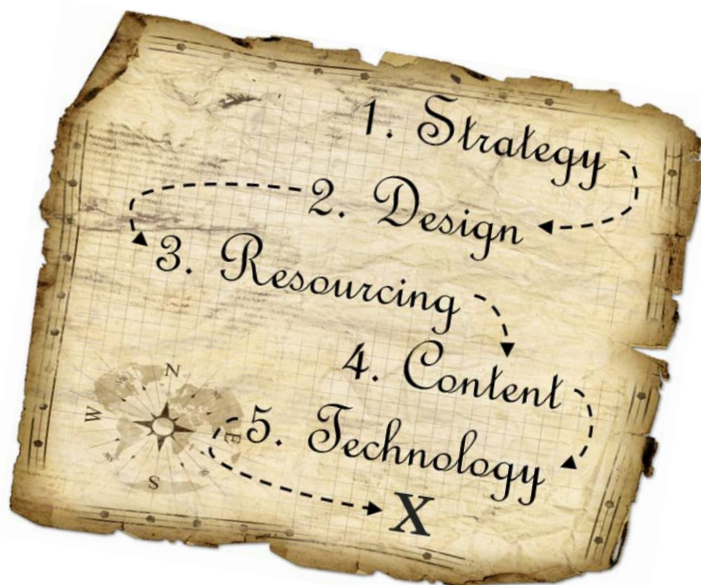 1. Strategy
2. Design
3. Resourcing
4. Content
5. Technology
X
N
W
E
S